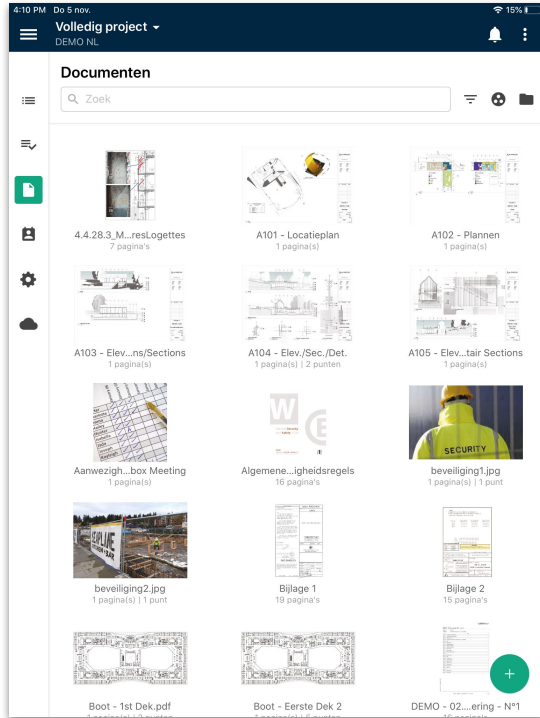 4:10 PM Do 5 nov.
15%
Volledig project
DEMO NL
Documenten
Zoek
4.4.28.3_M...resLogettes
7 pagina's
A101 - Locatieplan
1 pagina(s)
A102 - Plannen
1 pagina(s)
A103 - Elev...ns/Sections
1 pagina(s)
A104 - Elev./Sec./Det.
1 pagina(s) | 2 punten
A105 - Elev...tair Sections
1 pagina(s)
SECURITY
Aanwezigh...box Meeting
1 pagina(s)
Algemene...igheidsregels
16 pagina's
beveiliging1.jpg
1 pagina(s) | 1 punt
beveiliging2.jpg
1 pagina(s) | 1 punt
Bijlage 1
19 pagina's
Bijlage 2
15 pagina's
Boot - 1st Dek.pdf
Boot - Eerste Dek 2
DEMO - 02....ering - N°1